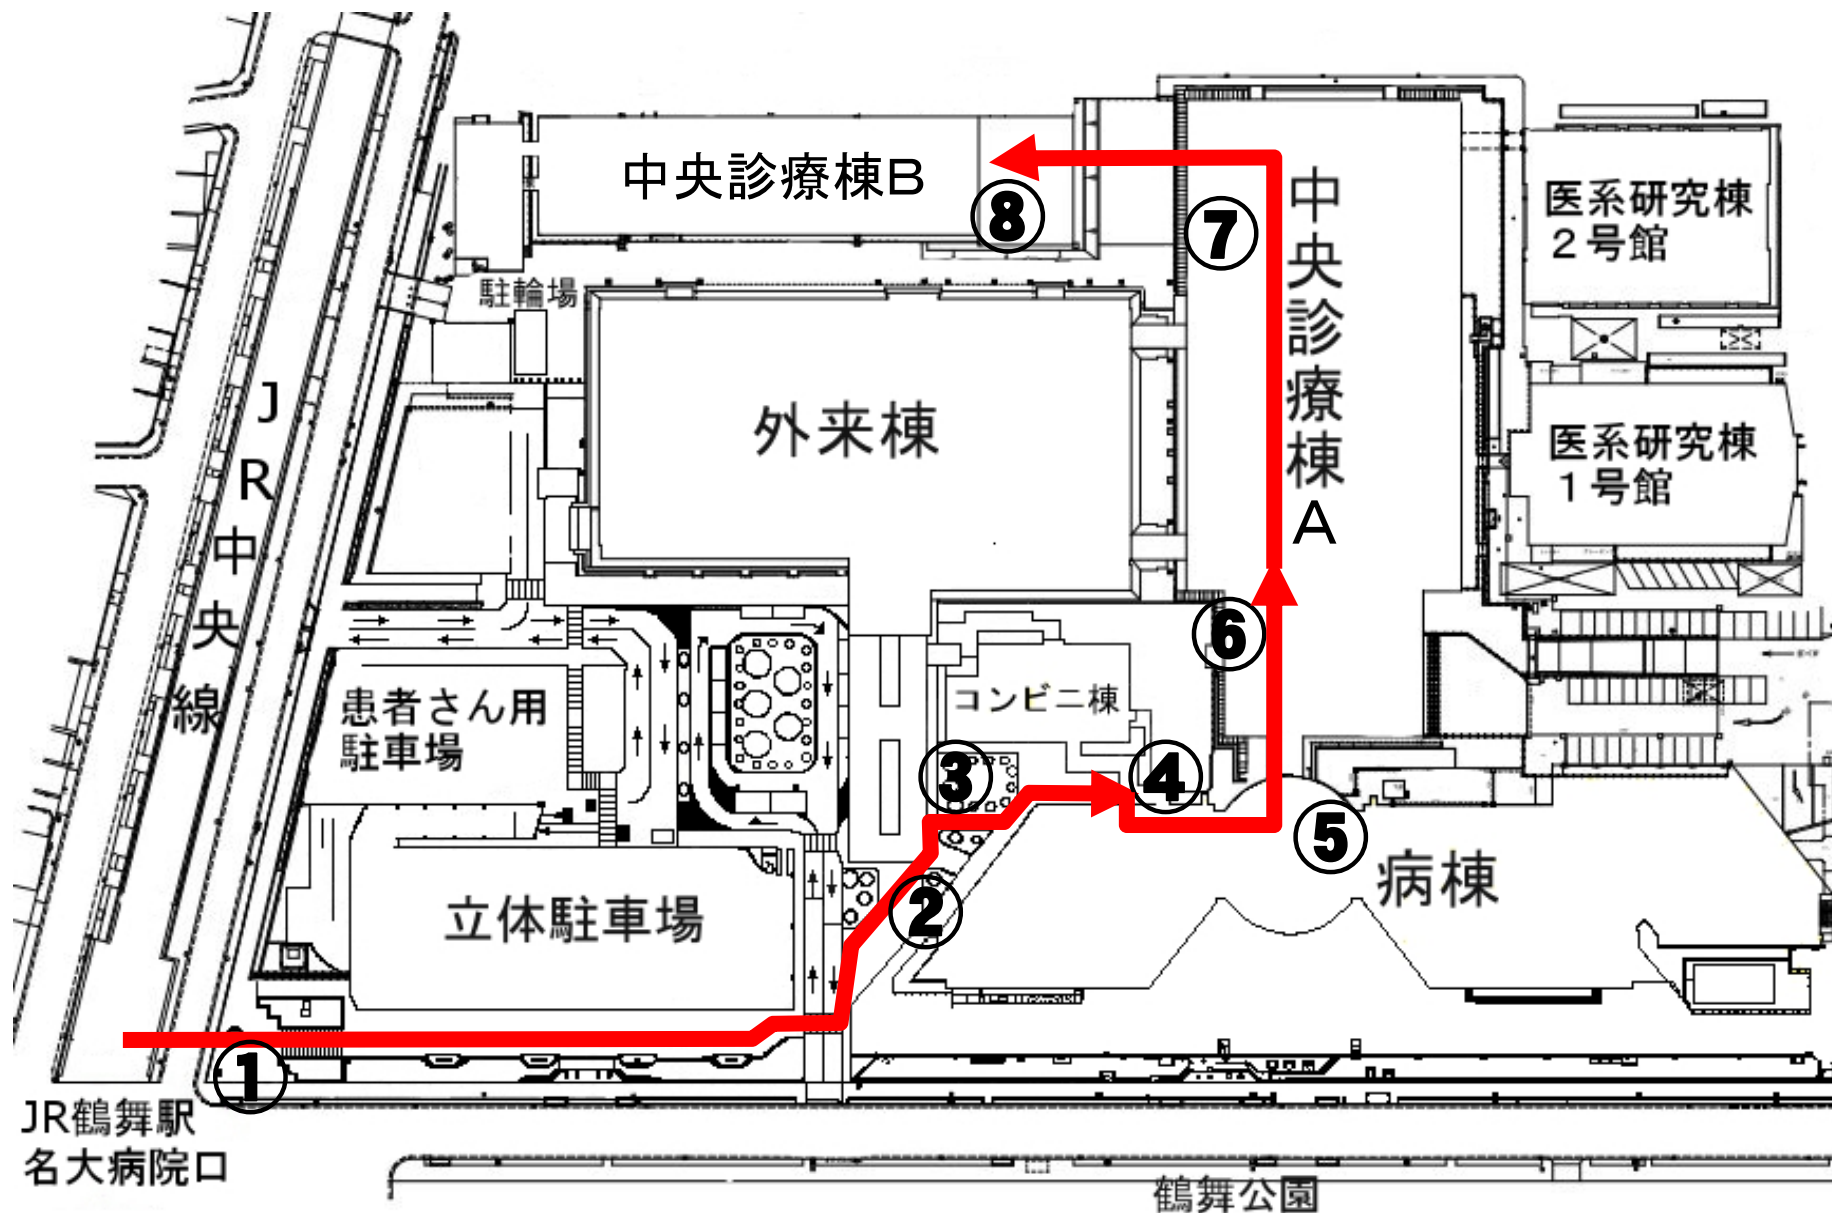 中央診療棟B
⑧
⑦
中央診療棟A
医系研究棟
２号館
駐輪場
JR中央線
外来棟
医系研究棟
１号館
⑥
患者さん用
駐車場
コンビニ棟
③
④
⑤
病棟
立体駐車場
②
①
JR鶴舞駅
名大病院口
鶴舞公園